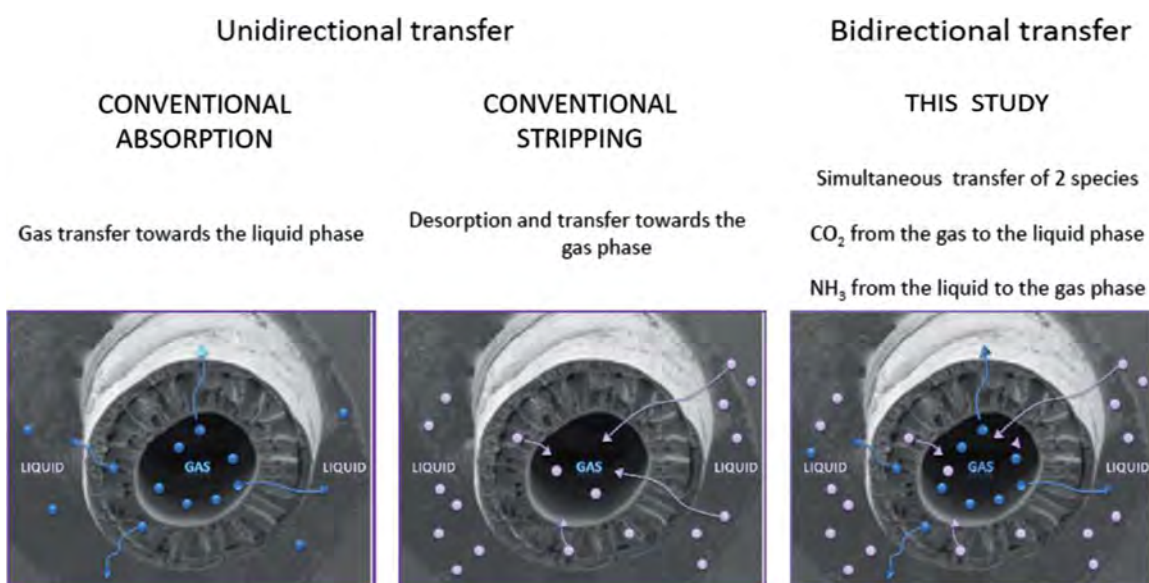 Unidirectional transfer
Bidirectional transfer
CONVENTIONAL
ABSORPTION
CONVENTIONAL
STRIPPING
THIS STUDY
Gas transfer towards the liquid phase
Desorption and transfer towards the
gas phase
Simultaneous transfer of 2 species
CO₂ from the gas to the liquid phase
NH₃ from the liquid to the gas phase
LIQUID
GAS
LIQUID
LIQUID
GAS
LIQUID
LIQUID
GAS
LIQUID